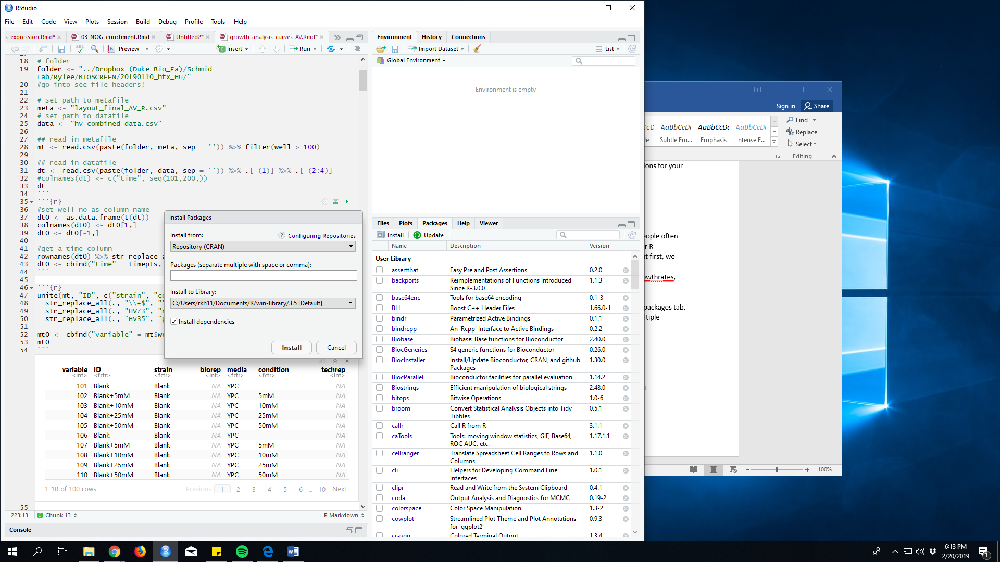 RStudio
File Edit Code View Plots Session Build Debug Profile Tools Help
s_expression.Rmd* 03_NOG_enrichment.Rmd Untitled2* growth_analysis_curves_AV.Rmd*
ABC Preview Insert Run
18 # folder
19 folder <- "../Dropbox (Duke Bio_Ea)/Schmid
Lab/Rylee/BIOSCREEN/20190110_hfx_HU/"
20 #go into see file headers!
21
22 # set path to metafile
23 meta <- "layout_final_AV_R.csv"
24 # set path to datafile
25 data <- "hv_combined_data.csv"
26
27 ## read in metafile
28 mt <- read.csv(paste(folder, meta, sep = '')) %>% filter(well > 100)
29
30 ## read in datafile
31 dt <- read.csv(paste(folder, data, sep = '')) %>% .[-(1)] %>% .[-(2:4)]
32 #colnames(dt) <- c("time", seq(101,200,))
33 dt
34 ```
35 ```{r}
36 #set well no as column name
37 dt0 <- as.data.frame(t(dt))
38 colnames(dt0) <- dt0[1,]
39 dt0 <- dt0[-1,]
40
41 #get a time column
42 rownames(dt0) %>% str_replace_a
43 dt0 <- cbind("time" = timepts,
44 ```
45
46 ```{r}
47 unite(mt, "ID", c("strain", "co
48 str_replace_all(., "\\+$", "
49 str_replace_all(., "HV73", "
50 str_replace_all(., "HV35", "
51
52 mt0 <- cbind("variable" = mt$we
53 mt0
54 ```
Install Packages
Install from: ? Configuring Repositories
Repository (CRAN)
Packages (separate multiple with space or comma):
Install to Library:
C:/Users/rkh11/Documents/R/win-library/3.5 [Default]
Install dependencies
Install Cancel
variable ID strain biorep media condition techrep
<int> <fctr> <fctr> <int> <fctr> <fctr> <int>
101 Blank Blank NA YPC NA
102 Blank+5mM Blank NA YPC 5mM NA
103 Blank+10mM Blank NA YPC 10mM NA
104 Blank+25mM Blank NA YPC 25mM NA
105 Blank+50mM Blank NA YPC 50mM NA
106 Blank Blank NA YPC NA
107 Blank+5mM Blank NA YPC 5mM NA
108 Blank+10mM Blank NA YPC 10mM NA
109 Blank+25mM Blank NA YPC 25mM NA
110 Blank+50mM Blank NA YPC 50mM NA
1-10 of 100 rows Previous 1 2 3 4 5 6 ... 10 Next
55
223:13 Chunk 13 R Markdown
Console
Environment History Connections
Import Dataset List
Global Environment
Environment is empty
Files Plots Packages Help Viewer
Install Update
Name Description Version
User Library
assertthat Easy Pre and Post Assertions 0.2.0
backports Reimplementations of Functions Introduced
Since R-3.0.0 1.1.3
base64enc Tools for base64 encoding 0.1-3
BH Boost C++ Header Files 1.66.0-1
bindr Parametrized Active Bindings 0.1.1
bindrcpp An 'Rcpp' Interface to Active Bindings 0.2.2
Biobase Biobase: Base functions for Bioconductor 2.40.0
BiocGenerics S4 generic functions for Bioconductor 0.26.0
BiocInstaller Install/Update Bioconductor, CRAN, and github
Packages 1.30.0
BiocParallel Bioconductor facilities for parallel evaluation 1.14.2
Biostrings Efficient manipulation of biological strings 2.48.0
bitops Bitwise Operations 1.0-6
broom Convert Statistical Analysis Objects into Tidy
Tibbles 0.5.1
callr Call R from R 3.1.1
caTools Tools: moving window statistics, GIF, Base64,
ROC AUC, etc. 1.17.1.1
cellranger Translate Spreadsheet Cell Ranges to Rows and
Columns 1.1.0
cli Helpers for Developing Command Line
Interfaces 1.0.1
clipr Read and Write from the System Clipboard 0.4.1
coda Output Analysis and Diagnostics for MCMC 0.19-2
colorspace Color Space Manipulation 1.3-2
cowplot Streamlined Plot Theme and Plot Annotations
for 'ggplot2' 0.9.3
crayon Colored Terminal Output 1.3.4
Sign in Share
AaBbCcDc AaBbCcDc AaBbCcDc
Subtle Em... Emphasis Intense E...
Find
Replace
Select
Editing
ons for your
eople often
r R
t first, we
owthrates,
packages tab.
tiple
t
100%
6:13 PM
2/20/2019
1